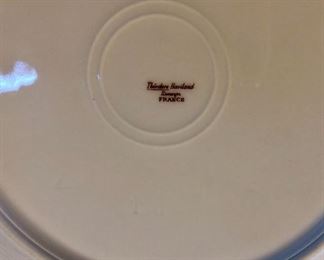 Theodore Haviland
Limoges
FRANCE